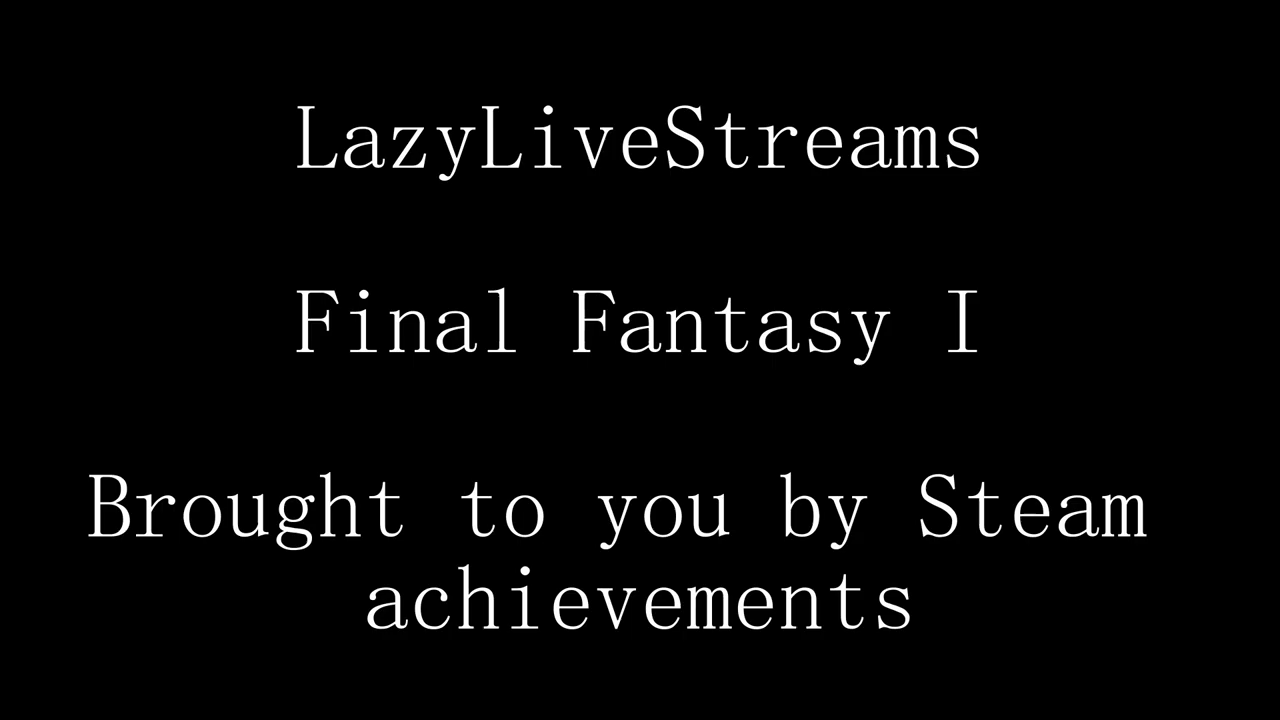 LazyLiveStreams
Final Fantasy I
Brought to you by Steam
achievements